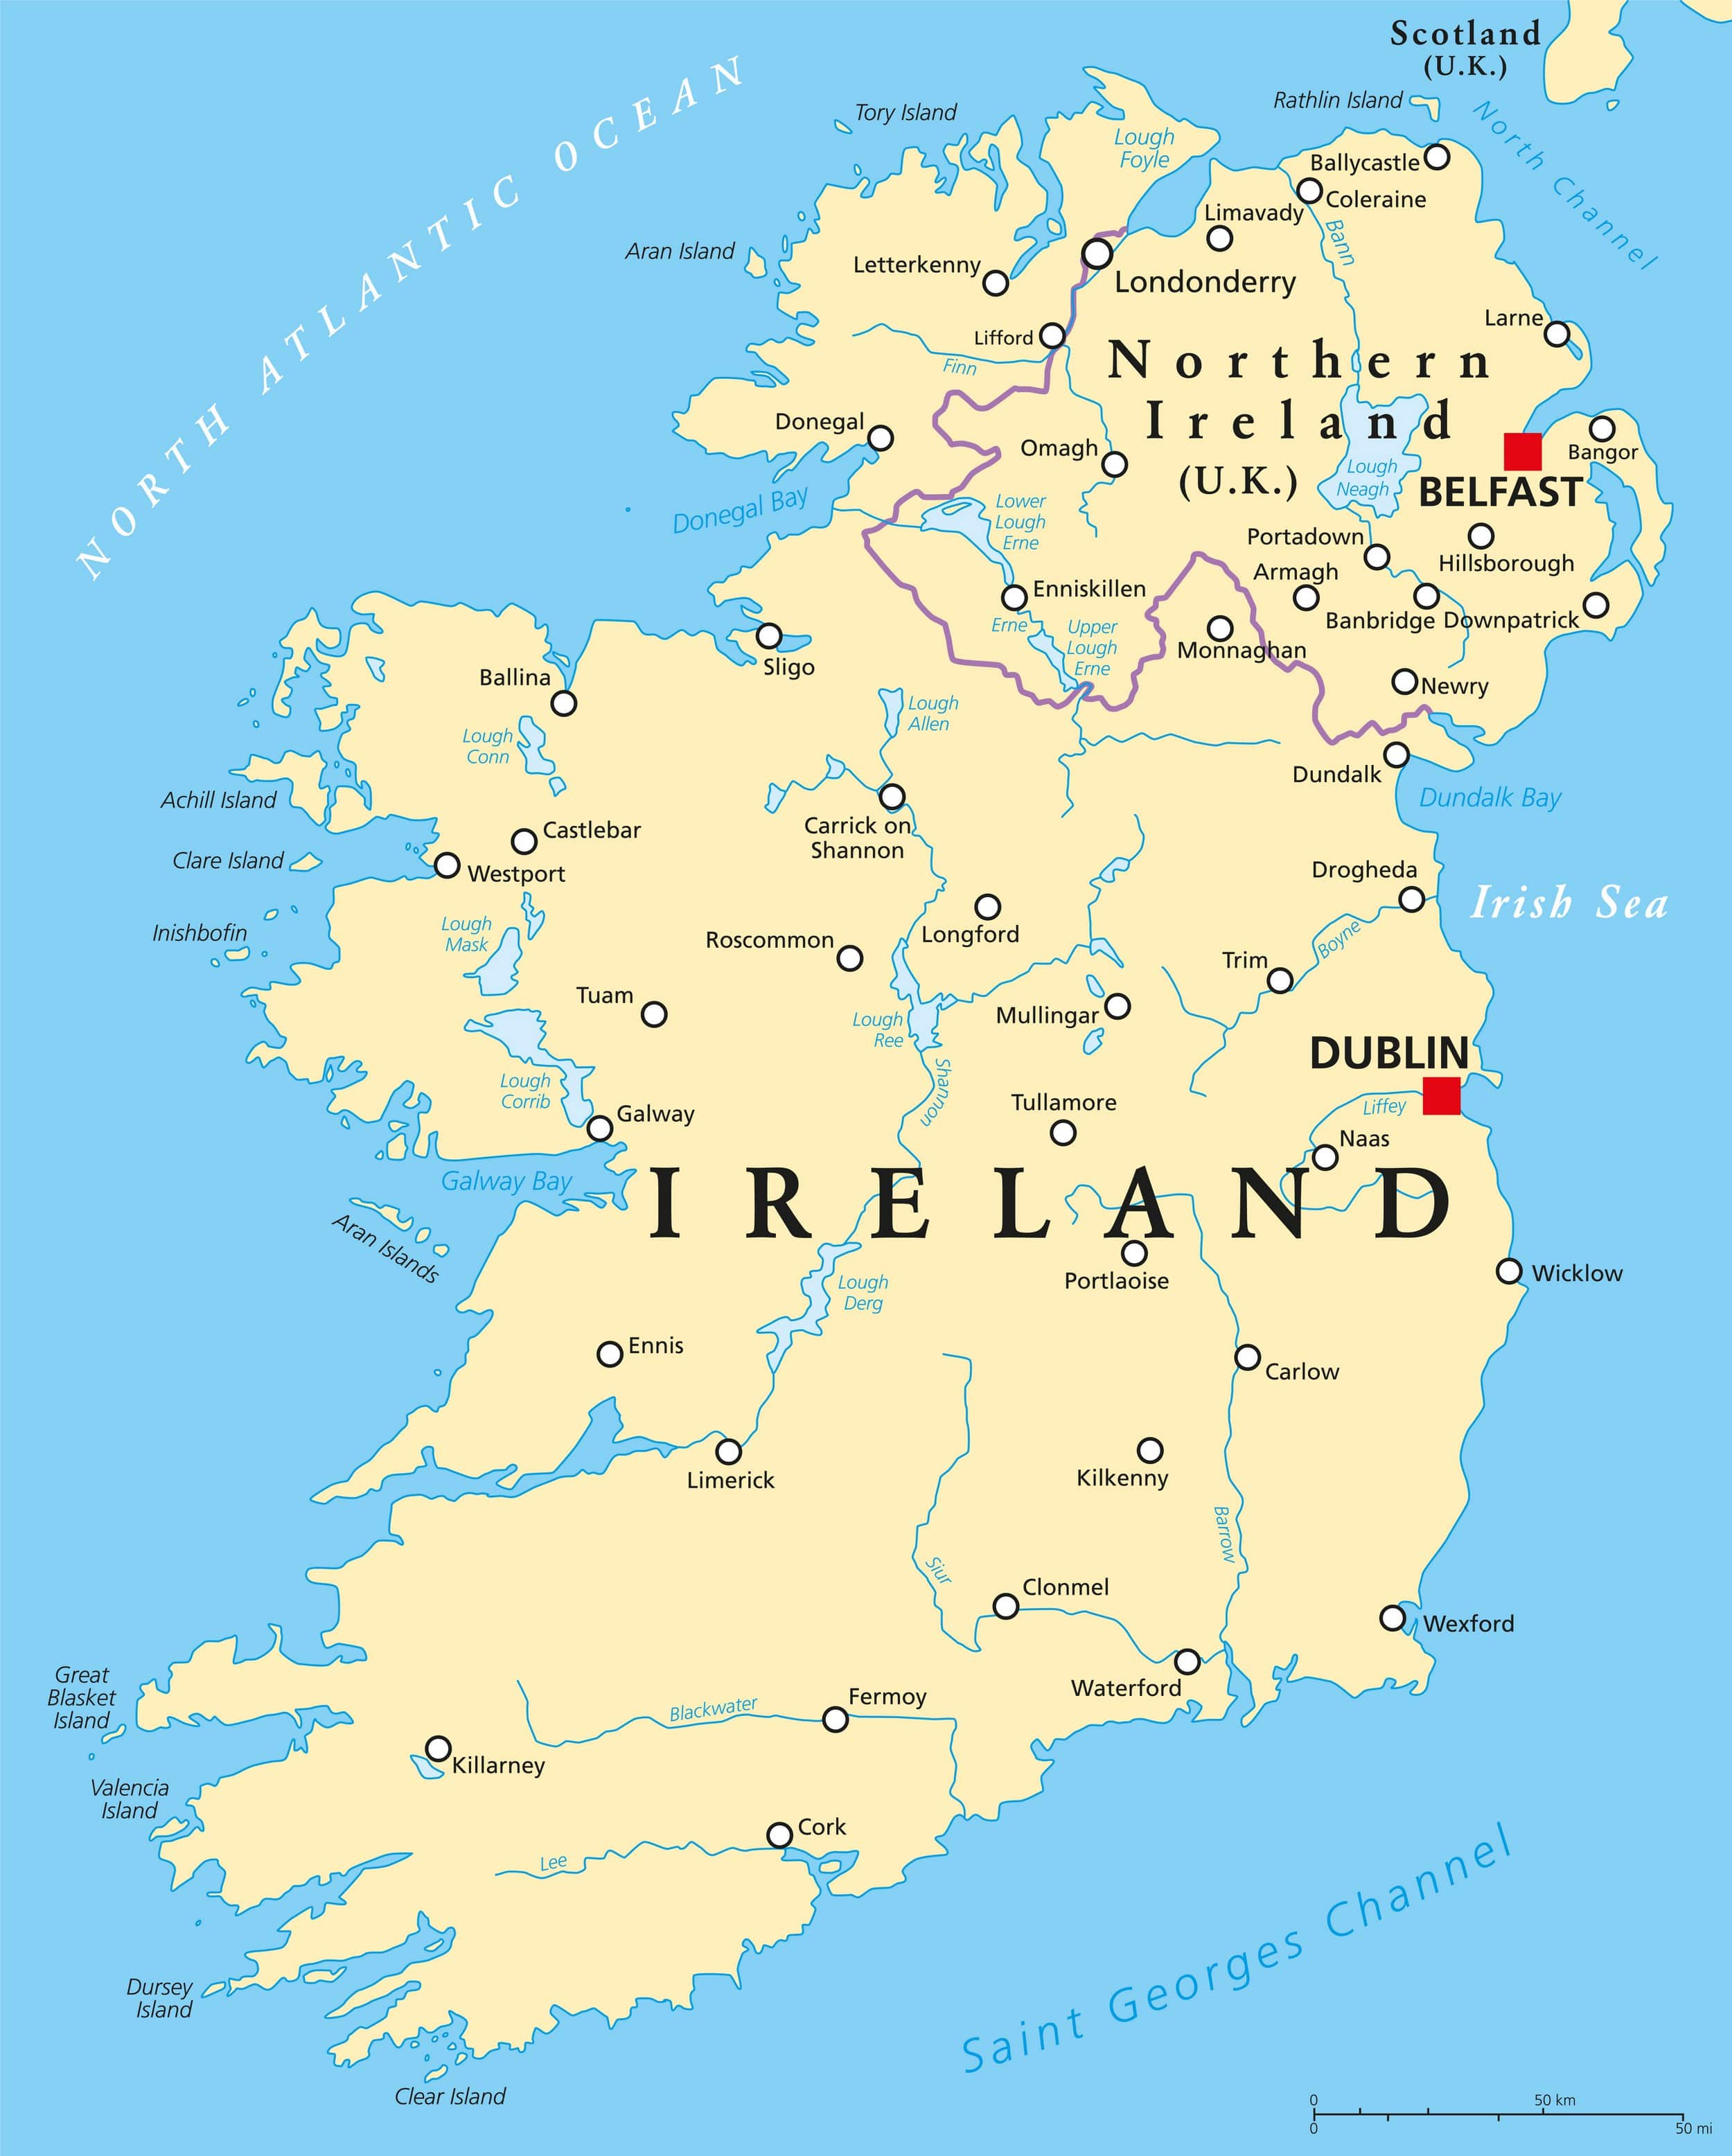 Scotland
(U.K.)
NORTH ATLANTIC OCEAN
Tory Island
Rathlin Island
North Channel
Lough
Foyle
Ballycastle
Coleraine
Limavady
Bann
Aran Island
Letterkenny
Londonderry
Larne
Lifford
Finn
Northern
Ireland
(U.K.)
Donegal
Omagh
Lough
Neagh
BELFAST
Bangor
Donegal Bay
Lower
Lough
Erne
Portadown
Hillsborough
Armagh
Enniskillen
Banbridge
Downpatrick
Erne
Upper
Lough
Erne
Monnaghan
Sligo
Ballina
Newry
Lough
Allen
Lough
Conn
Dundalk
Dundalk Bay
Achill Island
Carrick on
Shannon
Castlebar
Clare Island
Westport
Drogheda
Irish Sea
Inishbofin
Lough
Mask
Roscommon
Longford
Boyne
Trim
Tuam
Mullingar
Lough
Ree
DUBLIN
Shannon
Lough
Corrib
Galway
Tullamore
Liffey
Naas
Galway Bay
IRELAND
Aran Islands
Portlaoise
Wicklow
Lough
Derg
Ennis
Carlow
Limerick
Kilkenny
Barrow
Siur
Clonmel
Wexford
Great
Blasket
Island
Waterford
Fermoy
Blackwater
Killarney
Valencia
Island
Cork
Lee
Saint Georges Channel
Dursey
Island
Clear Island
0 50 km
0 50 mi